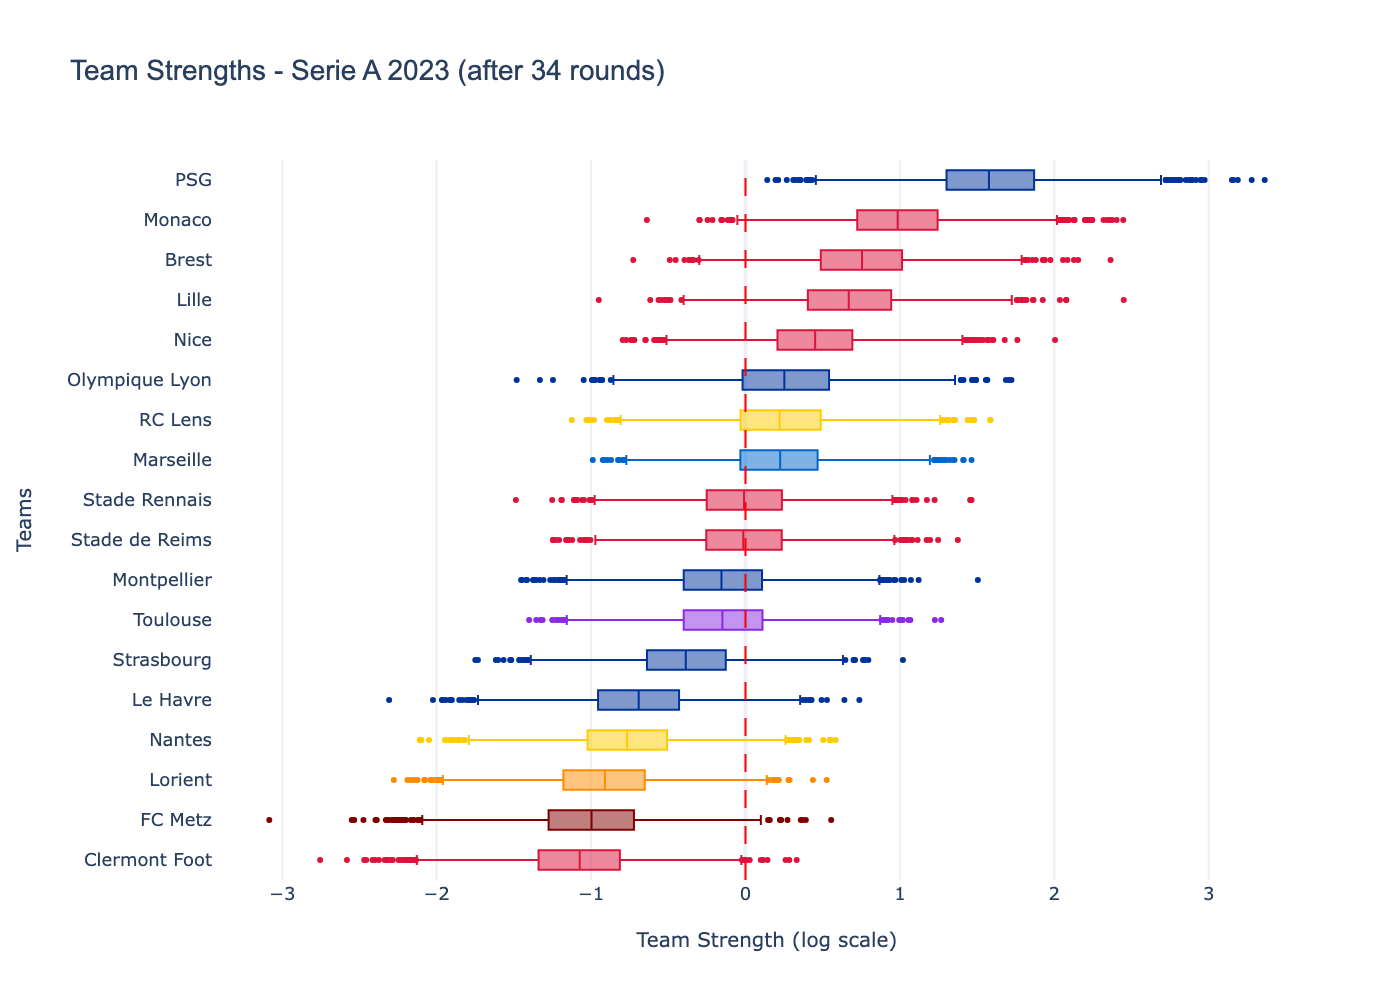 Team Strengths - Serie A 2023 (after 34 rounds)
Teams
PSG
Monaco
Brest
Lille
Nice
Olympique Lyon
RC Lens
Marseille
Stade Rennais
Stade de Reims
Montpellier
Toulouse
Strasbourg
Le Havre
Nantes
Lorient
FC Metz
Clermont Foot
−3 −2 −1 0 1 2 3
Team Strength (log scale)